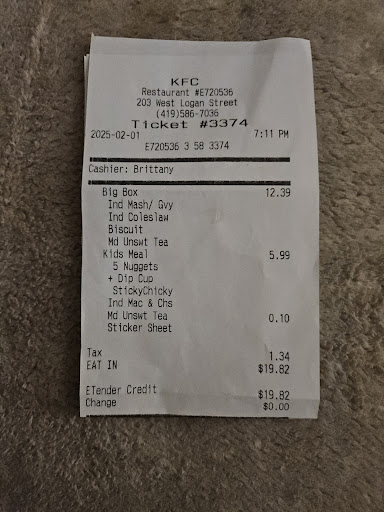 KFC
Restaurant #E720536
203 West Logan Street
(419)586-7036
Ticket #3374
2025-02-01 7:11 PM
E720536 3 58 3374
Cashier: Brittany
Big Box 12.39
Ind Mash/ Gvy
Ind Coleslaw
Biscuit
Md Unswt Tea
Kids Meal 5.99
5 Nuggets
+ Dip Cup
StickyChicky
Ind Mac & Chs
Md Unswt Tea 0.10
Sticker Sheet
Tax 1.34
EAT IN $19.82
ETender Credit $19.82
Change $0.00